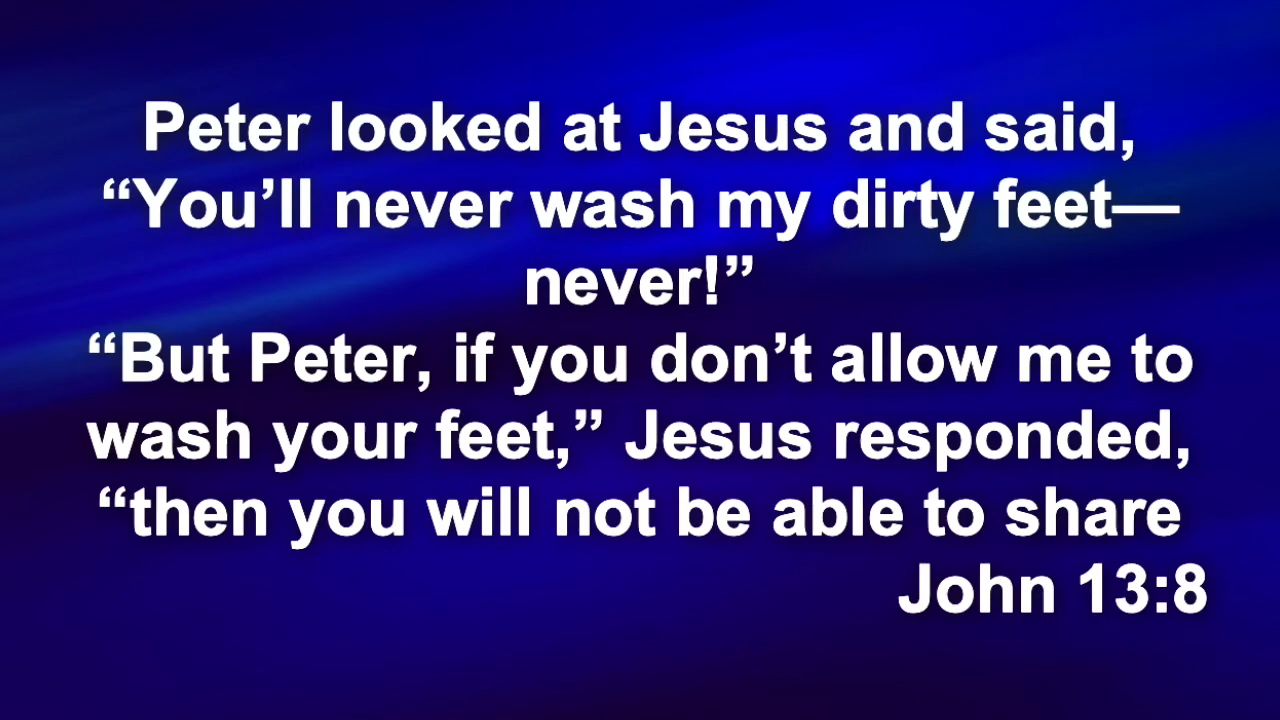 Peter looked at Jesus and said,
“You’ll never wash my dirty feet—
never!”
“But Peter, if you don’t allow me to
wash your feet,” Jesus responded,
“then you will not be able to share
John 13:8